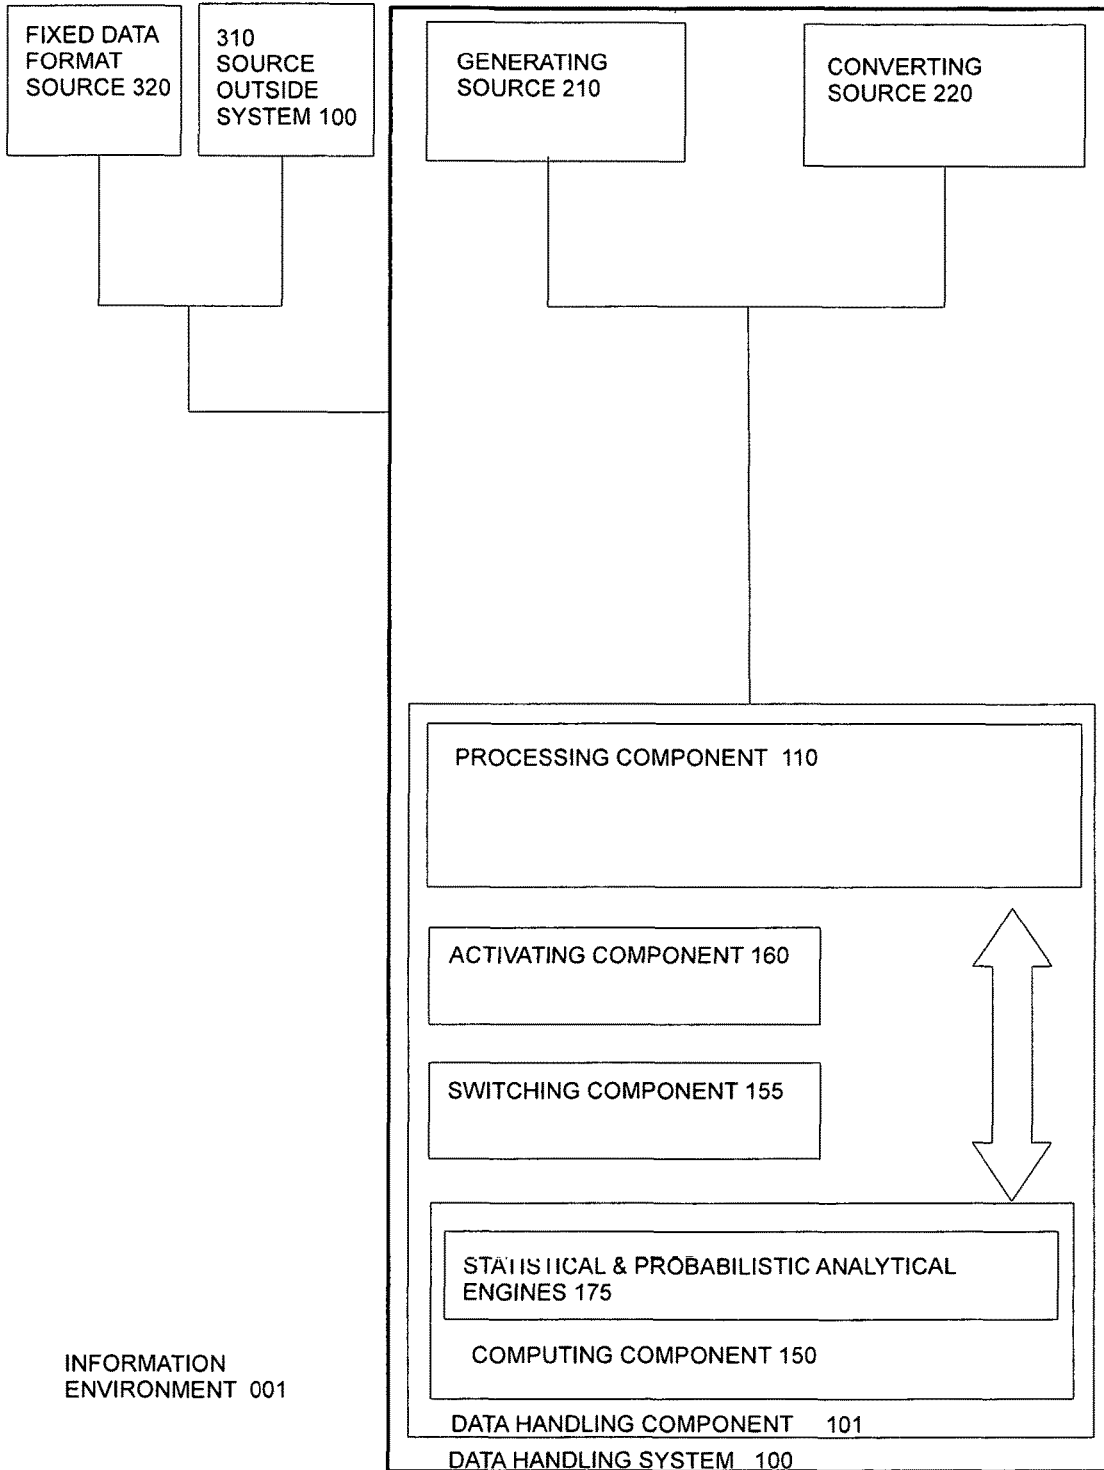 FIXED DATA
FORMAT
SOURCE 320
310
SOURCE
OUTSIDE
SYSTEM 100
GENERATING
SOURCE 210
CONVERTING
SOURCE 220
PROCESSING COMPONENT 110
ACTIVATING COMPONENT 160
SWITCHING COMPONENT 155
STATISTICAL & PROBABILISTIC ANALYTICAL
ENGINES 175
COMPUTING COMPONENT 150
INFORMATION
ENVIRONMENT 001
DATA HANDLING COMPONENT 101
DATA HANDLING SYSTEM 100